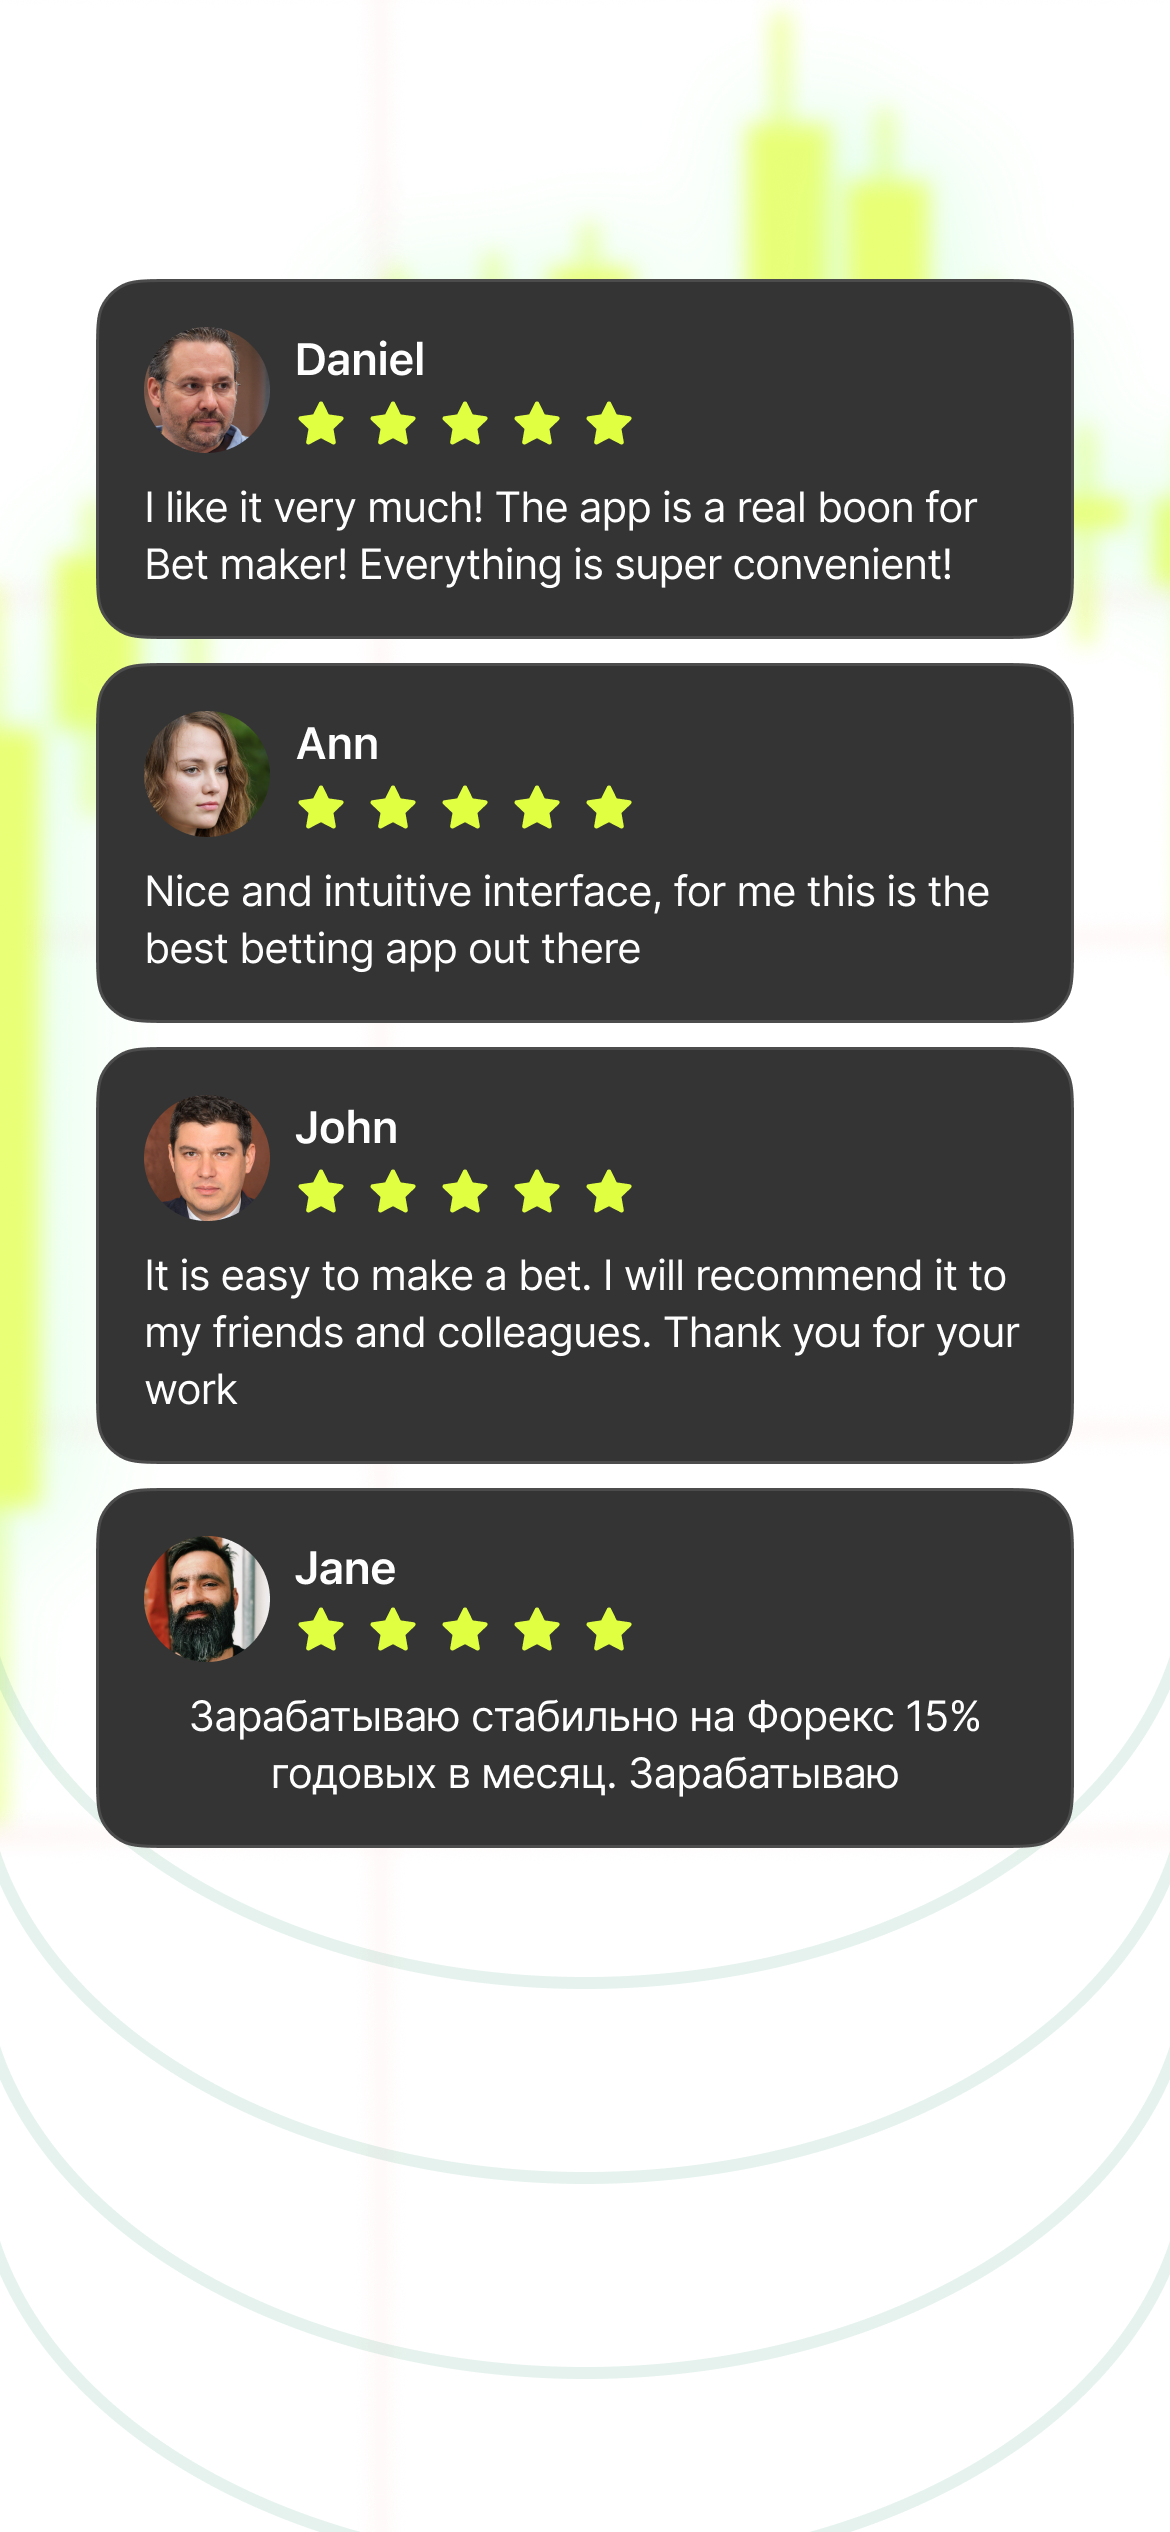 Daniel
I like it very much! The app is a real boon for
Bet maker! Everything is super convenient!
Ann
Nice and intuitive interface, for me this is the
best betting app out there
John
It is easy to make a bet. I will recommend it to
my friends and colleagues. Thank you for your
work
Jane
Зарабатываю стабильно на Форекс 15%
годовых в месяц. Зарабатываю